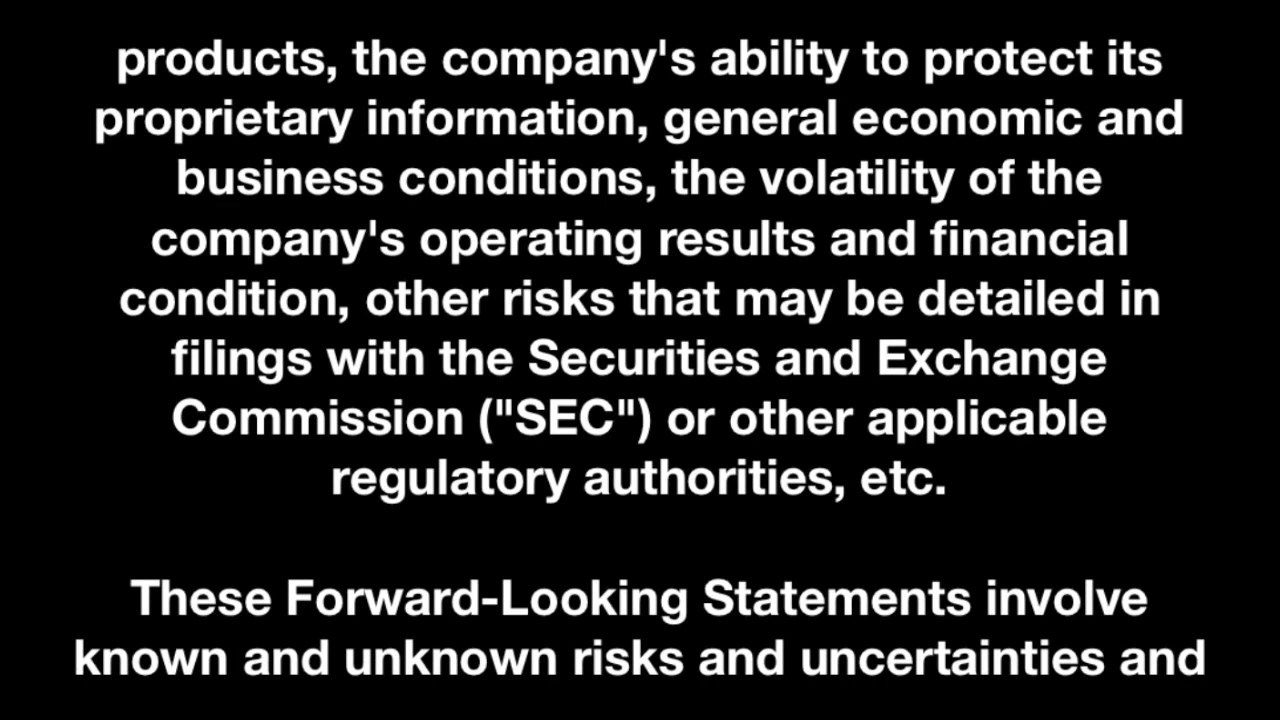 products, the company's ability to protect its
proprietary information, general economic and
business conditions, the volatility of the
company's operating results and financial
condition, other risks that may be detailed in
filings with the Securities and Exchange
Commission ("SEC") or other applicable
regulatory authorities, etc.
These Forward-Looking Statements involve
known and unknown risks and uncertainties and